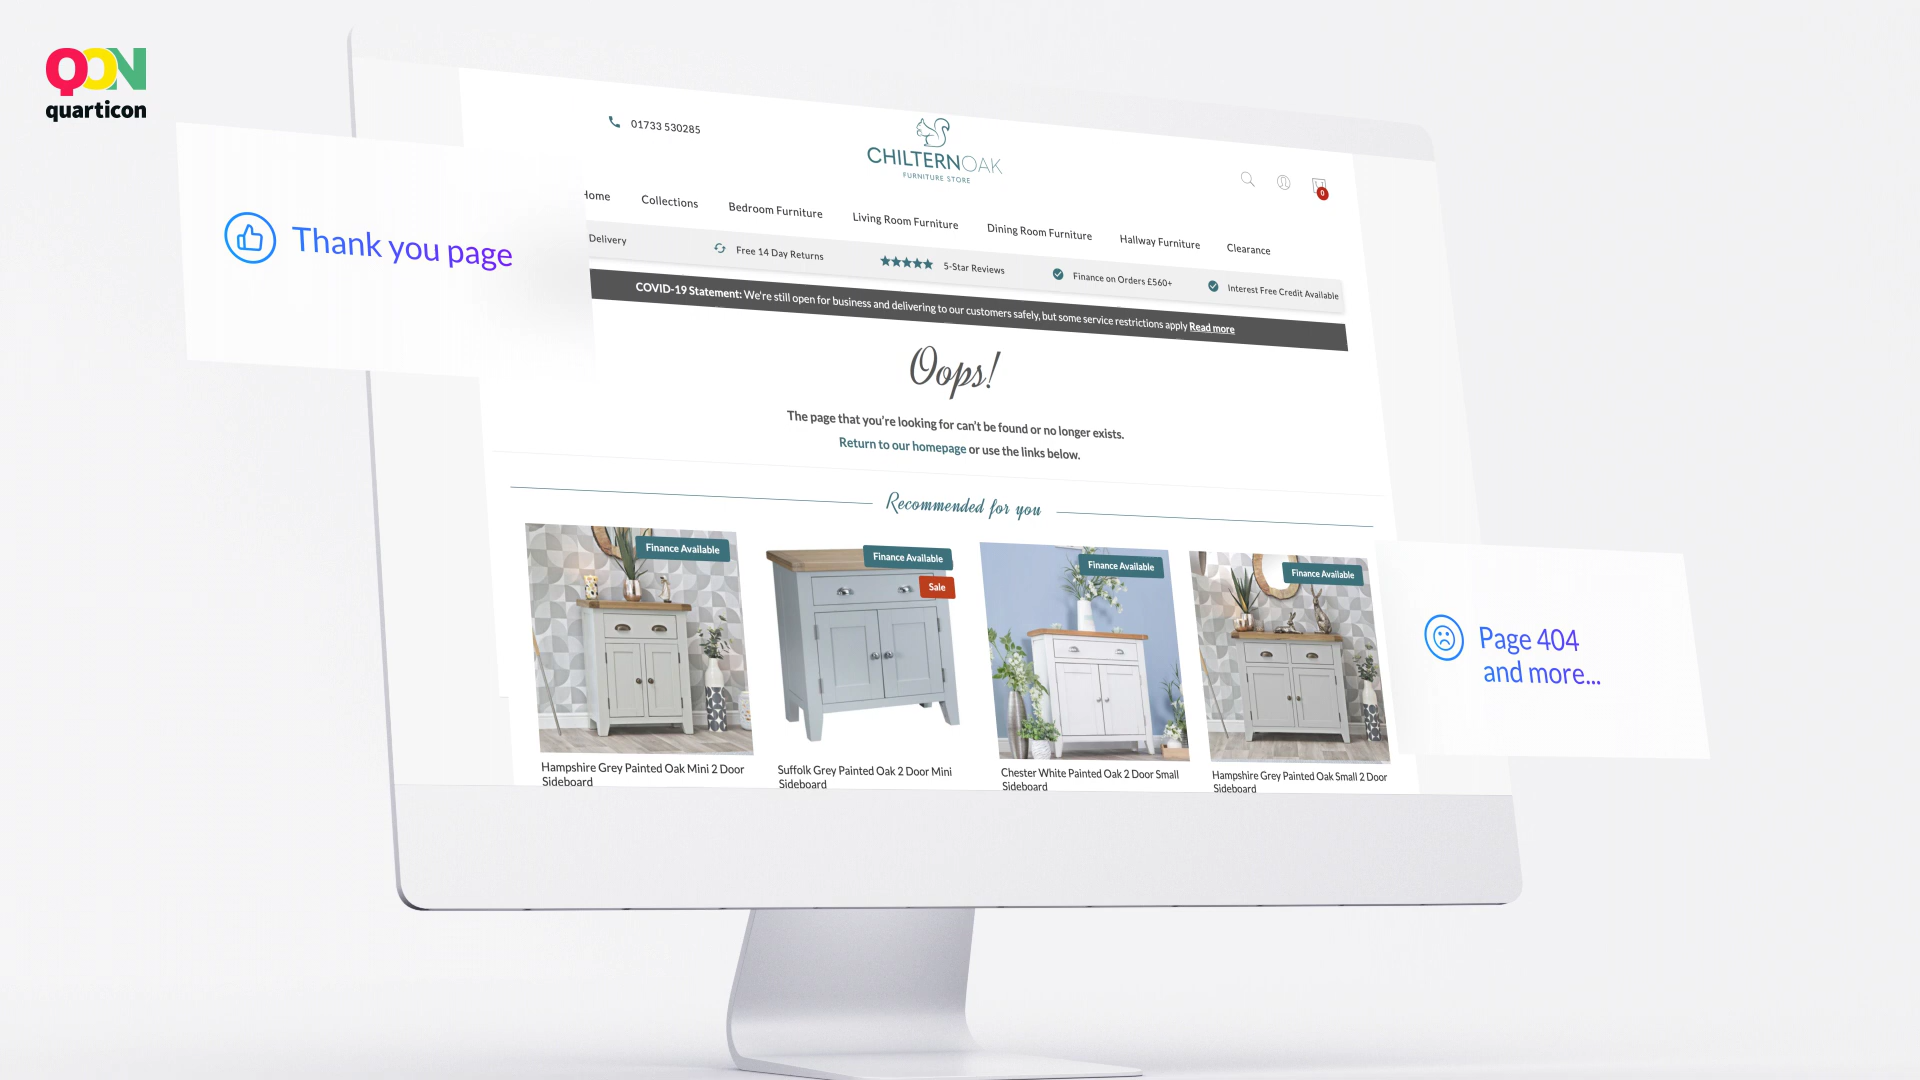 QON
quarticon
01733 530285
CHILTERNOAK
FURNITURE STORE
0
Home Collections Bedroom Furniture Living Room Furniture Dining Room Furniture Hallway Furniture Clearance
Delivery Free 14 Day Returns 5-Star Reviews Finance on Orders £560+ Interest Free Credit Available
COVID-19 Statement: We're still open for business and delivering to our customers safely, but some service restrictions apply Read more
Thank you page
Oops!
The page that you're looking for can't be found or no longer exists.
Return to our homepage or use the links below.
Recommended for you
Finance Available
Finance Available
Sale
Finance Available
Finance Available
Page 404
and more...
Hampshire Grey Painted Oak Mini 2 Door
Sideboard
Suffolk Grey Painted Oak 2 Door Mini
Sideboard
Chester White Painted Oak 2 Door Small
Sideboard
Hampshire Grey Painted Oak Small 2 Door
Sideboard